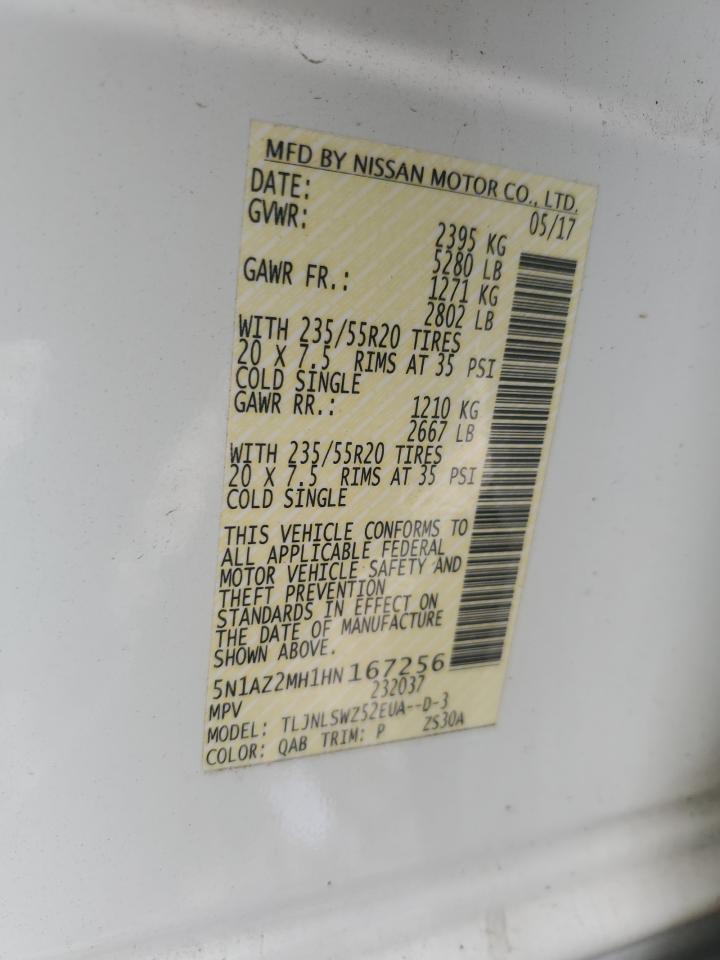 MFD BY NISSAN MOTOR CO., LTD.
DATE: 05/17
GVWR: 2395 KG
5280 LB
GAWR FR.: 1271 KG
2802 LB
WITH 235/55R20 TIRES
20 X 7.5 RIMS AT 35 PSI
COLD SINGLE
GAWR RR.: 1210 KG
2667 LB
WITH 235/55R20 TIRES
20 X 7.5 RIMS AT 35 PSI
COLD SINGLE
THIS VEHICLE CONFORMS TO
ALL APPLICABLE FEDERAL
MOTOR VEHICLE SAFETY AND
THEFT PREVENTION
STANDARDS IN EFFECT ON
THE DATE OF MANUFACTURE
SHOWN ABOVE.
5N1AZ2MH1HN167256
232037
MPV
MODEL: TLJNLSWZ52EUA--D-3
COLOR: QAB TRIM: P ZS30A